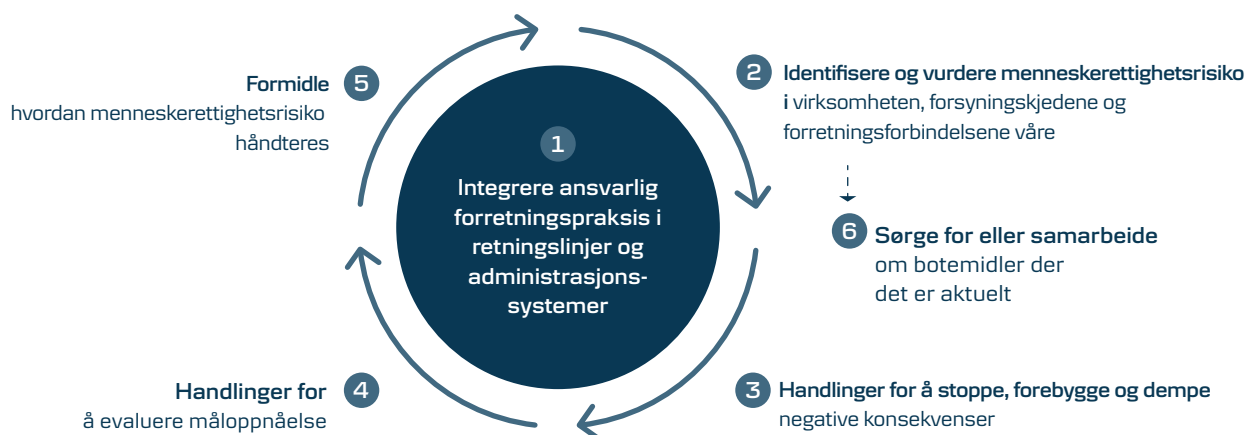 1
Integrere ansvarlig
forretningspraksis i
retningslinjer og
administrasjons-
systemer
2
Identifisere og vurdere menneskerettighetsrisiko
i virksomheten, forsyningskjedene og
forretningsforbindelsene våre
3
Handlinger for å stoppe, forebygge og dempe
negative konsekvenser
4
Handlinger for
å evaluere måloppnåelse
5
Formidle
hvordan menneskerettighetsrisiko
håndteres
6
Sørge for eller samarbeide
om botemidler der
det er aktuelt